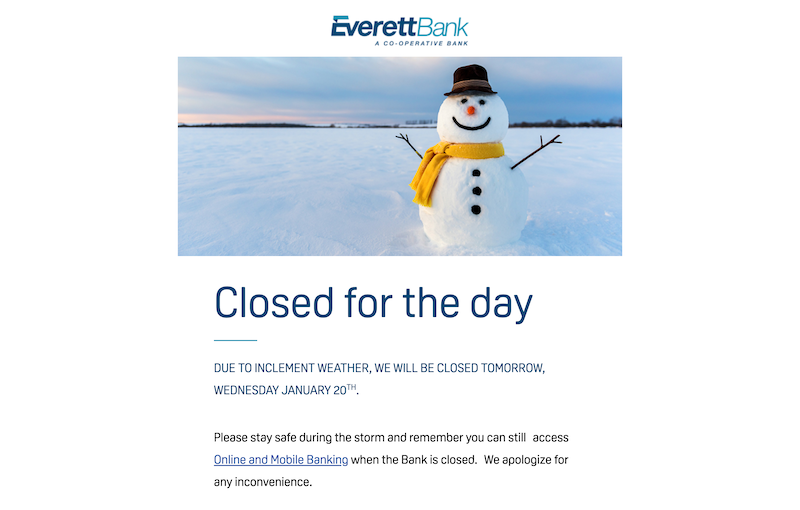 EverettBank
A CO-OPERATIVE BANK
Closed for the day
DUE TO INCLEMENT WEATHER, WE WILL BE CLOSED TOMORROW,
WEDNESDAY JANUARY 20TH.
Please stay safe during the storm and remember you can still access
Online and Mobile Banking when the Bank is closed. We apologize for
any inconvenience.